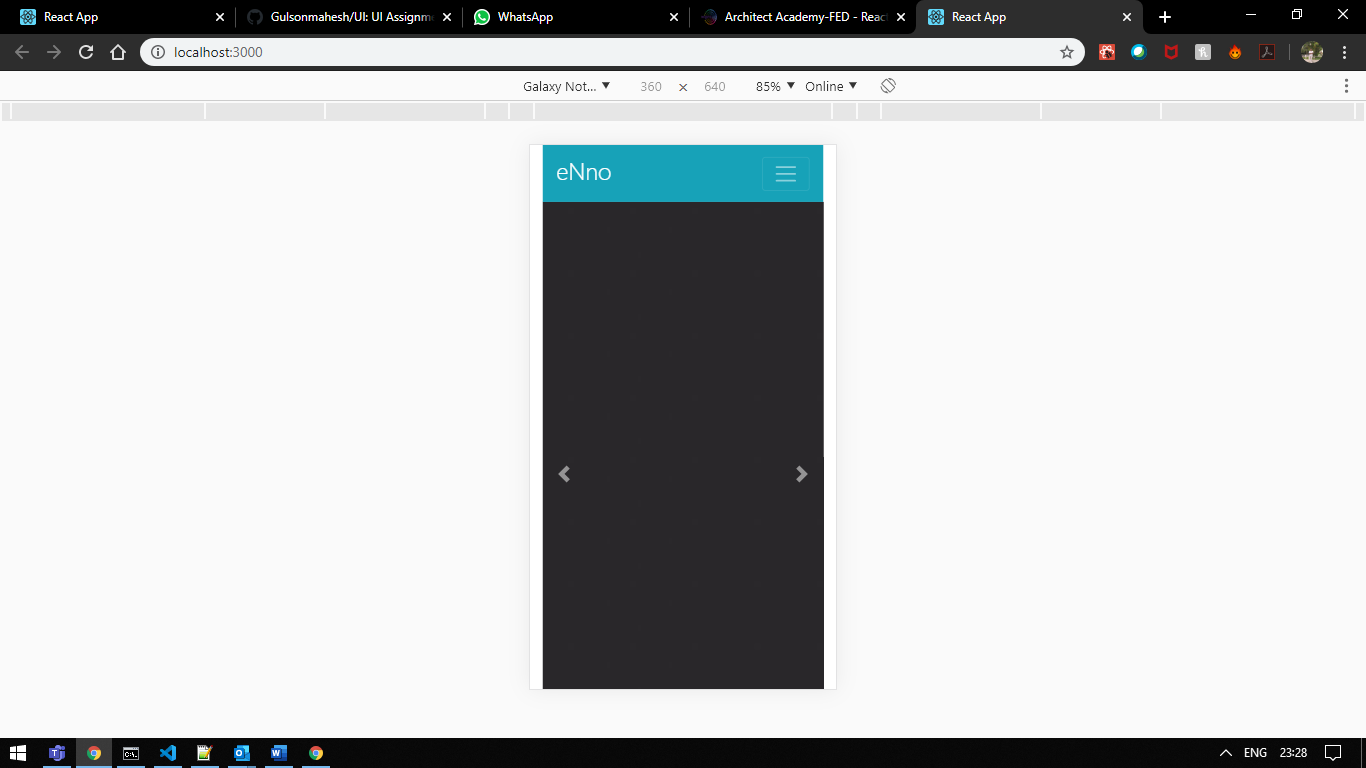 React App
Gulsonmahesh/UI: UI Assignme
WhatsApp
Architect Academy-FED - Reac
React App
localhost:3000
Galaxy Not... 360 × 640 85% Online
eNno
ENG 23:28